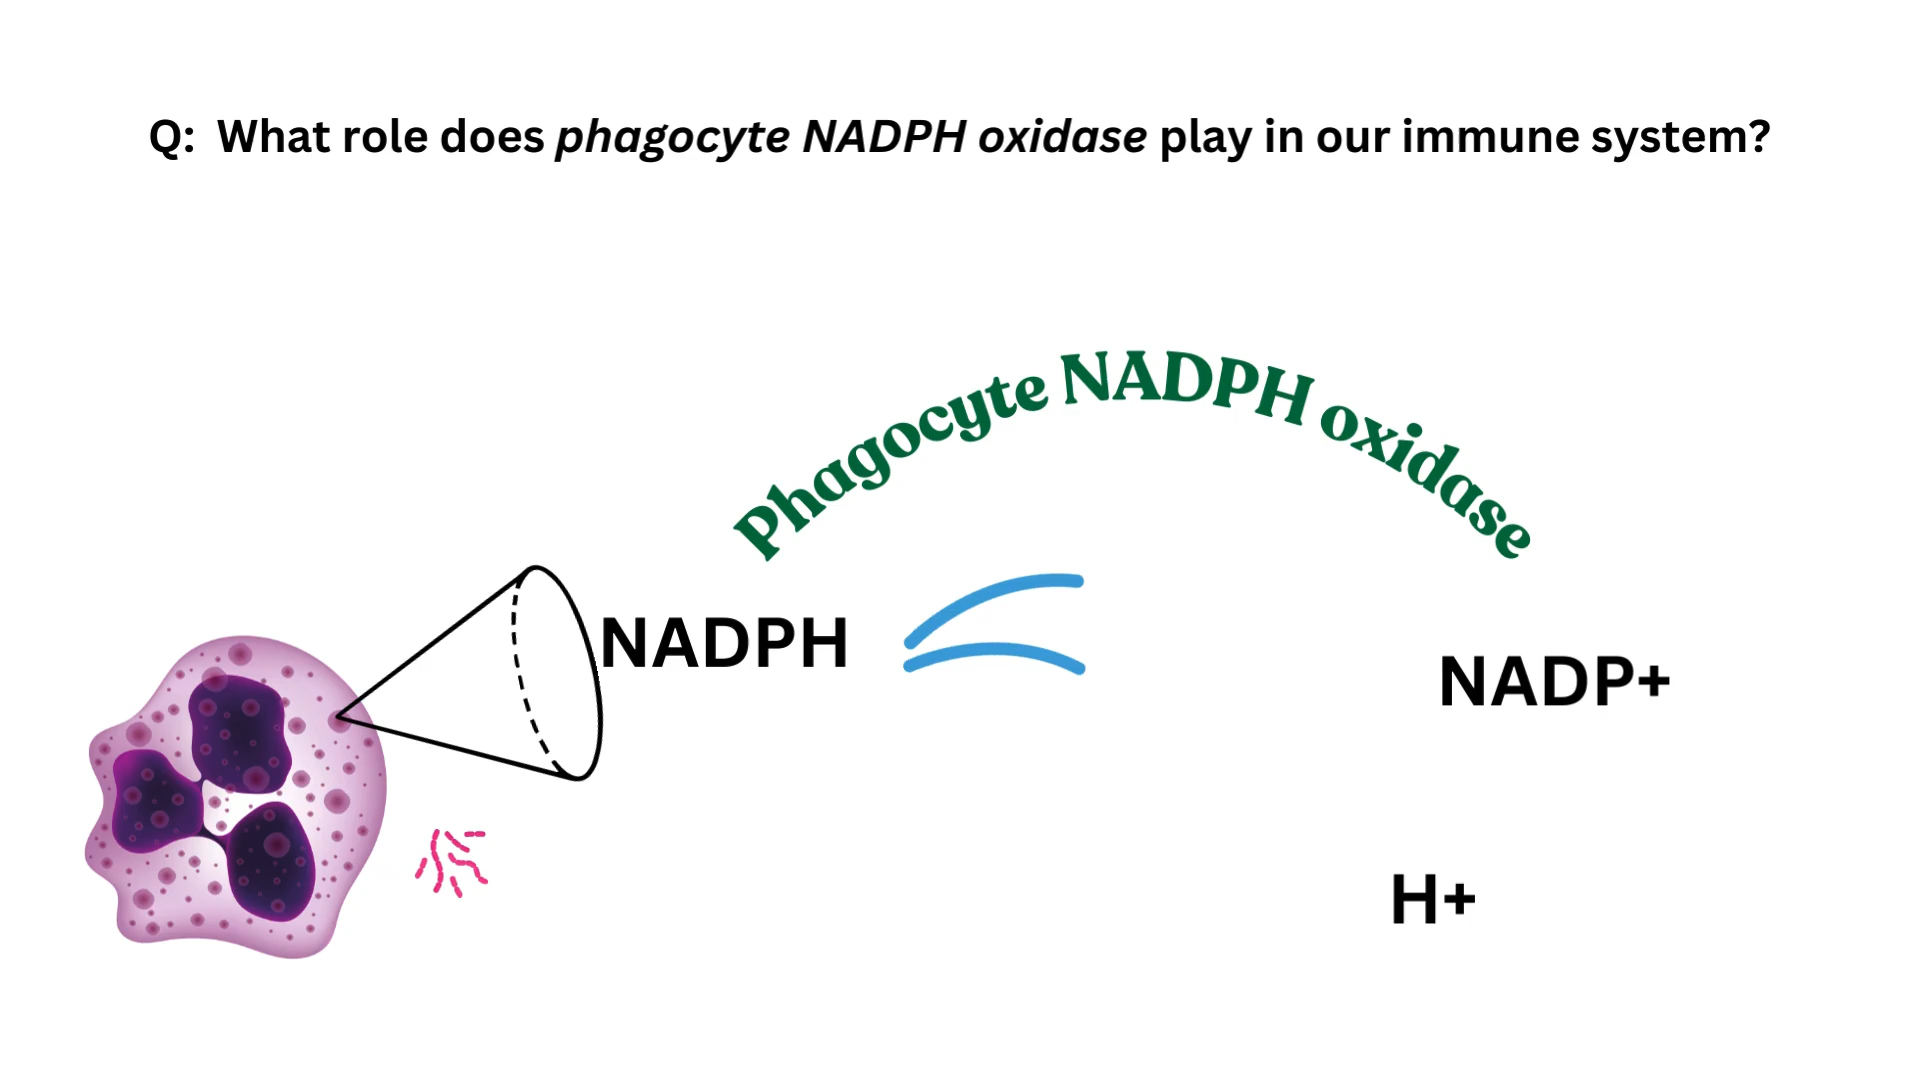 Q: What role does phagocyte NADPH oxidase play in our immune system?
Phagocyte NADPH oxidase
NADPH
NADP+
H+